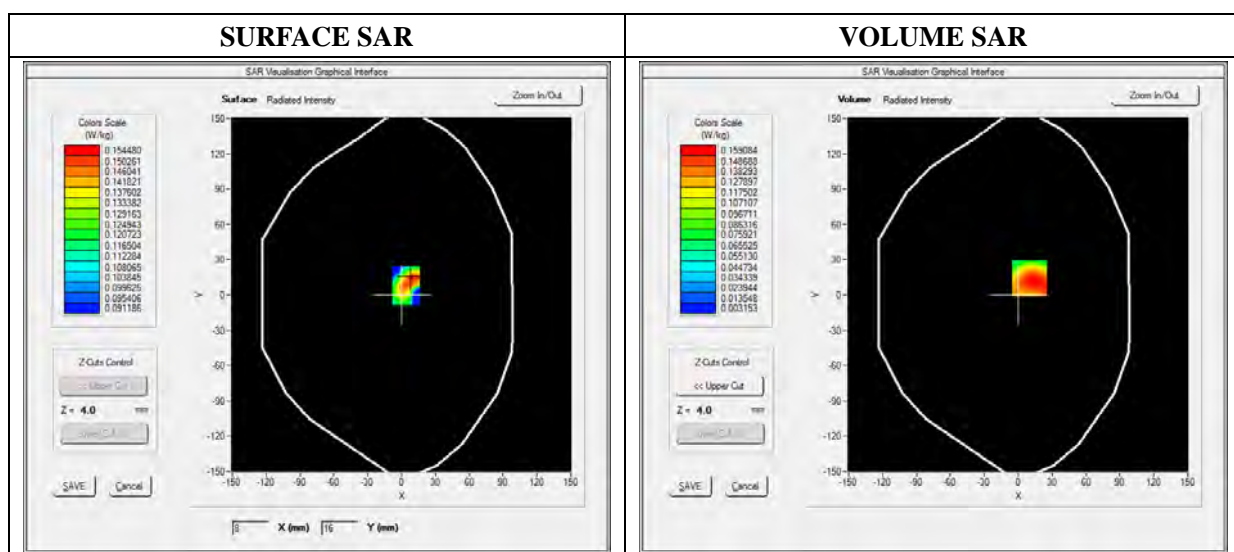 SURFACE SAR
VOLUME SAR
SAR Visualisation Graphical Interface
Surface Radiated Intensity
Zoom In/Out
Colors Scale
(W/kg)
0.154480
0.150261
0.146041
0.141821
0.137602
0.133382
0.129163
0.124943
0.120723
0.116504
0.112284
0.108065
0.103845
0.099625
0.095406
0.091186
150
120
90
60
30
0
-30
-60
-90
-120
-150
Y
-150 -120 -90 -60 -30 0 30 60 90 120 150
X
Z-Cuts Control
<< Upper Cut
Z = 4.0 mm
SAVE Cancel
8 X (mm) 16 Y (mm)
SAR Visualisation Graphical Interface
Volume Radiated Intensity
Zoom In/Out
Colors Scale
(W/kg)
0.159084
0.148688
0.138293
0.127897
0.117502
0.107107
0.096711
0.086316
0.075921
0.065525
0.055130
0.044734
0.034339
0.023944
0.013548
0.003153
150
120
90
60
30
0
-30
-60
-90
-120
-150
Y
-150 -120 -90 -60 -30 0 30 60 90 120 150
X
Z-Cuts Control
<< Upper Cut
Z = 4.0 mm
SAVE Cancel